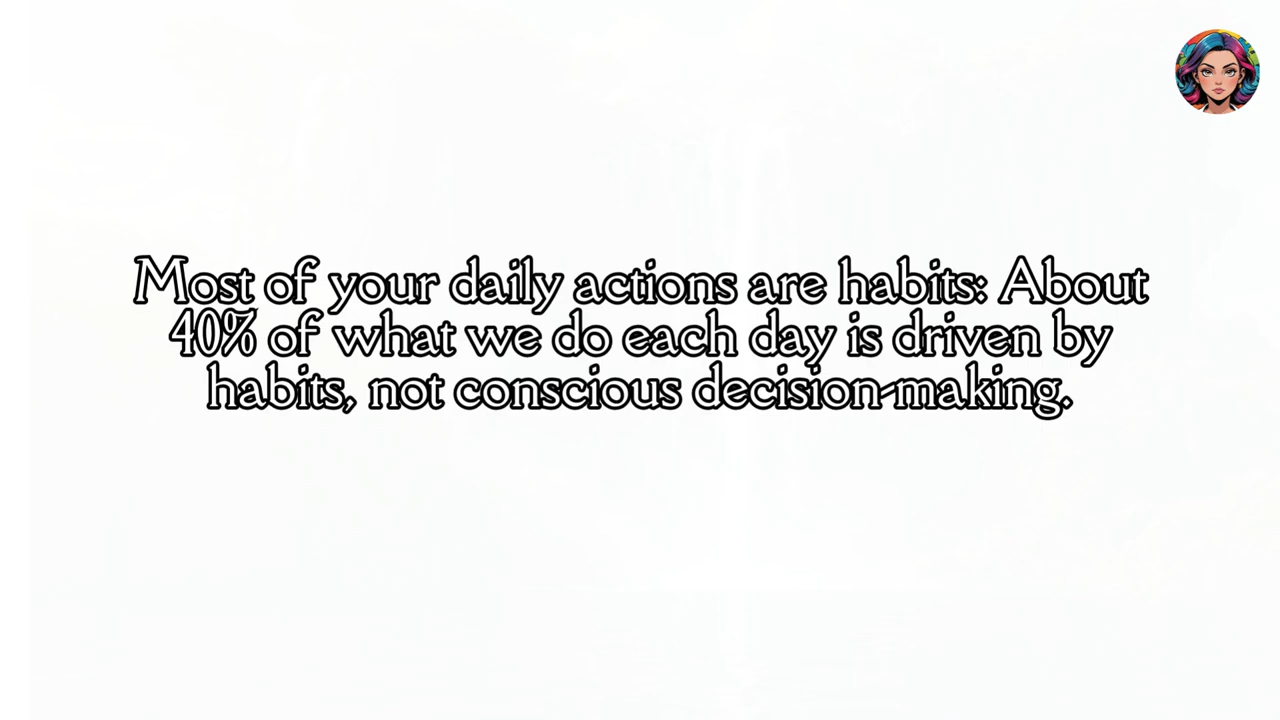 Most of your daily actions are habits: About
40% of what we do each day is driven by
habits, not conscious decision-making.